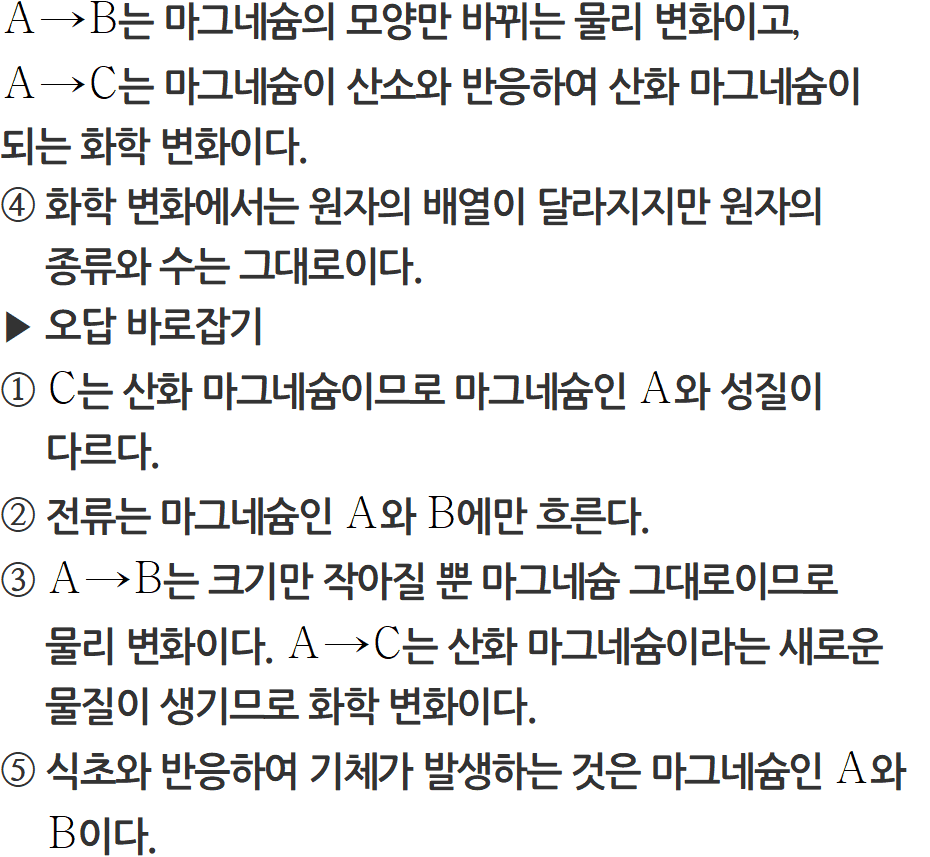 A→B는 마그네슘의 모양만 바뀌는 물리 변화이고,
A→C는 마그네슘이 산소와 반응하여 산화 마그네슘이
되는 화학 변화이다.
④ 화학 변화에서는 원자의 배열이 달라지지만 원자의
종류와 수는 그대로이다.
▶ 오답 바로잡기
① C는 산화 마그네슘이므로 마그네슘인 A와 성질이
다르다.
② 전류는 마그네슘인 A와 B에만 흐른다.
③ A→B는 크기만 작아질 뿐 마그네슘 그대로이므로
물리 변화이다. A→C는 산화 마그네슘이라는 새로운
물질이 생기므로 화학 변화이다.
⑤ 식초와 반응하여 기체가 발생하는 것은 마그네슘인 A와
B이다.